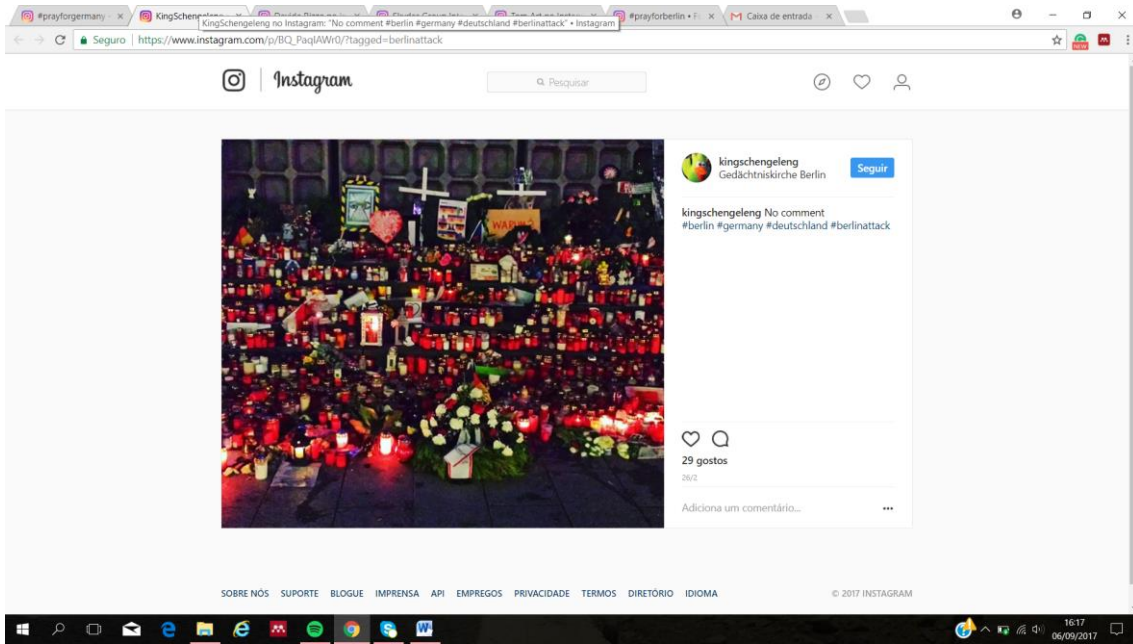 #prayforgermany
KingSchengeleng
#prayforberlin
Caixa de entrada
KingSchengeleng no Instagram: "No comment #berlin #germany #deutschland #berlinattack" • Instagram
Seguro
https://www.instagram.com/p/BQ_PaqlAWr0/?tagged=berlinattack
NEW
Instagram
Pesquisar
kingschengeleng
Gedächtniskirche Berlin
Seguir
kingschengeleng No comment
#berlin #germany #deutschland #berlinattack
WARUM?
29 gostos
26/2
Adiciona um comentário...
SOBRE NÓS SUPORTE BLOGUE IMPRENSA API EMPREGOS PRIVACIDADE TERMOS DIRETÓRIO IDIOMA
© 2017 INSTAGRAM
16:17
06/09/2017